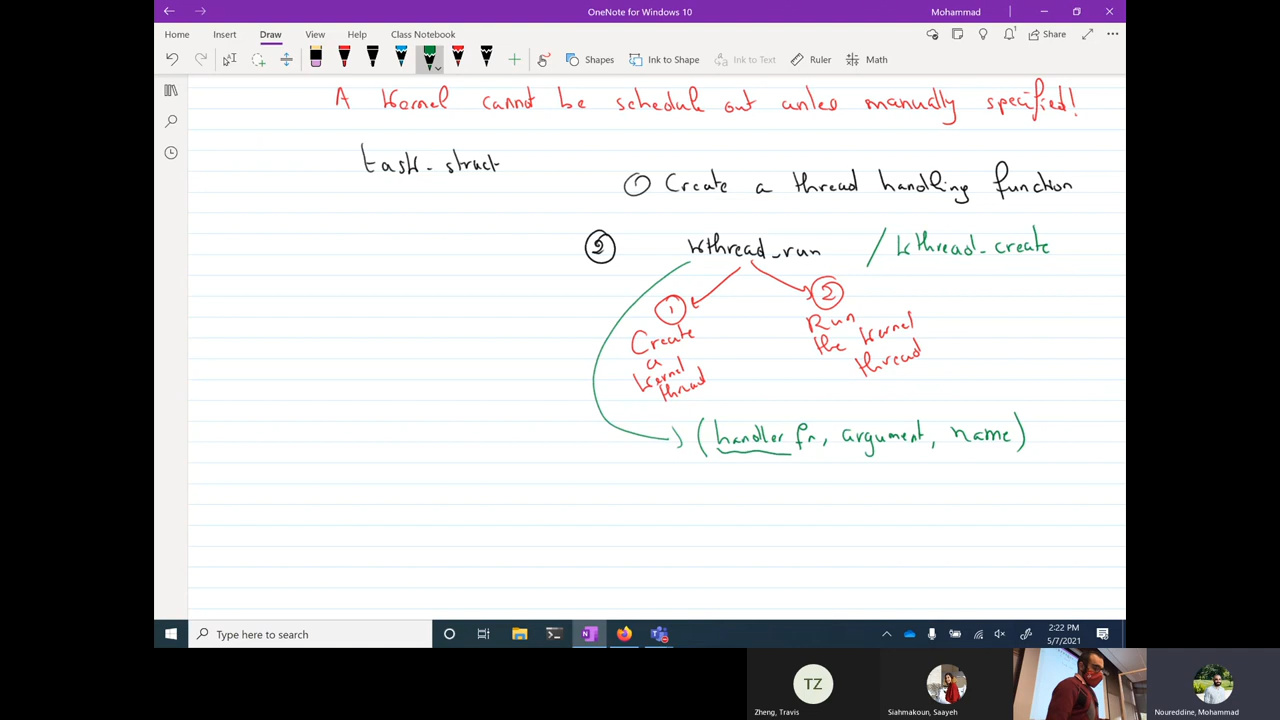 OneNote for Windows 10
Mohammad
Home Insert Draw View Help Class Notebook
Share
Shapes
Ink to Shape
Ink to Text
Ruler
Math
A kernel cannot be schedule out unles manually specified!
task_struct
① Create a thread handling function
② kthread_run / kthread_create
① Create a kernel thread
② Run the kernel thread
(handler fn, argument, name)
Type here to search
2:22 PM
5/7/2021
TZ
Zheng, Travis
Siahmakoun, Saayeh
Noureddine, Mohammad